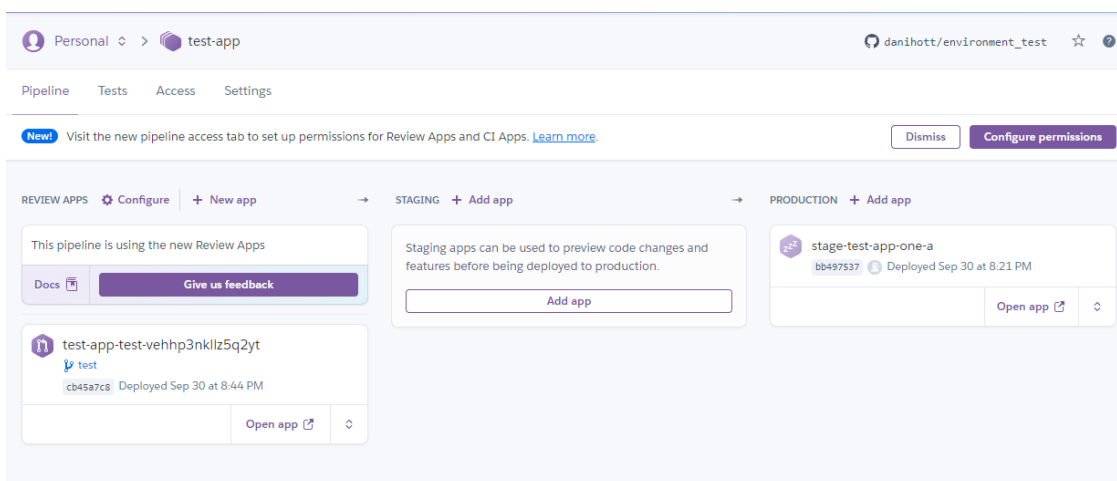 Personal > test-app
danihott/environment_test
Pipeline Tests Access Settings
New! Visit the new pipeline access tab to set up permissions for Review Apps and CI Apps. Learn more.
Dismiss
Configure permissions
REVIEW APPS Configure + New app →
This pipeline is using the new Review Apps
Docs
Give us feedback
test-app-test-vehhp3nkllz5q2yt
test
cb45a7c8 Deployed Sep 30 at 8:44 PM
Open app
STAGING + Add app →
Staging apps can be used to preview code changes and
features before being deployed to production.
Add app
PRODUCTION + Add app
zzz
stage-test-app-one-a
bb497537 Deployed Sep 30 at 8:21 PM
Open app